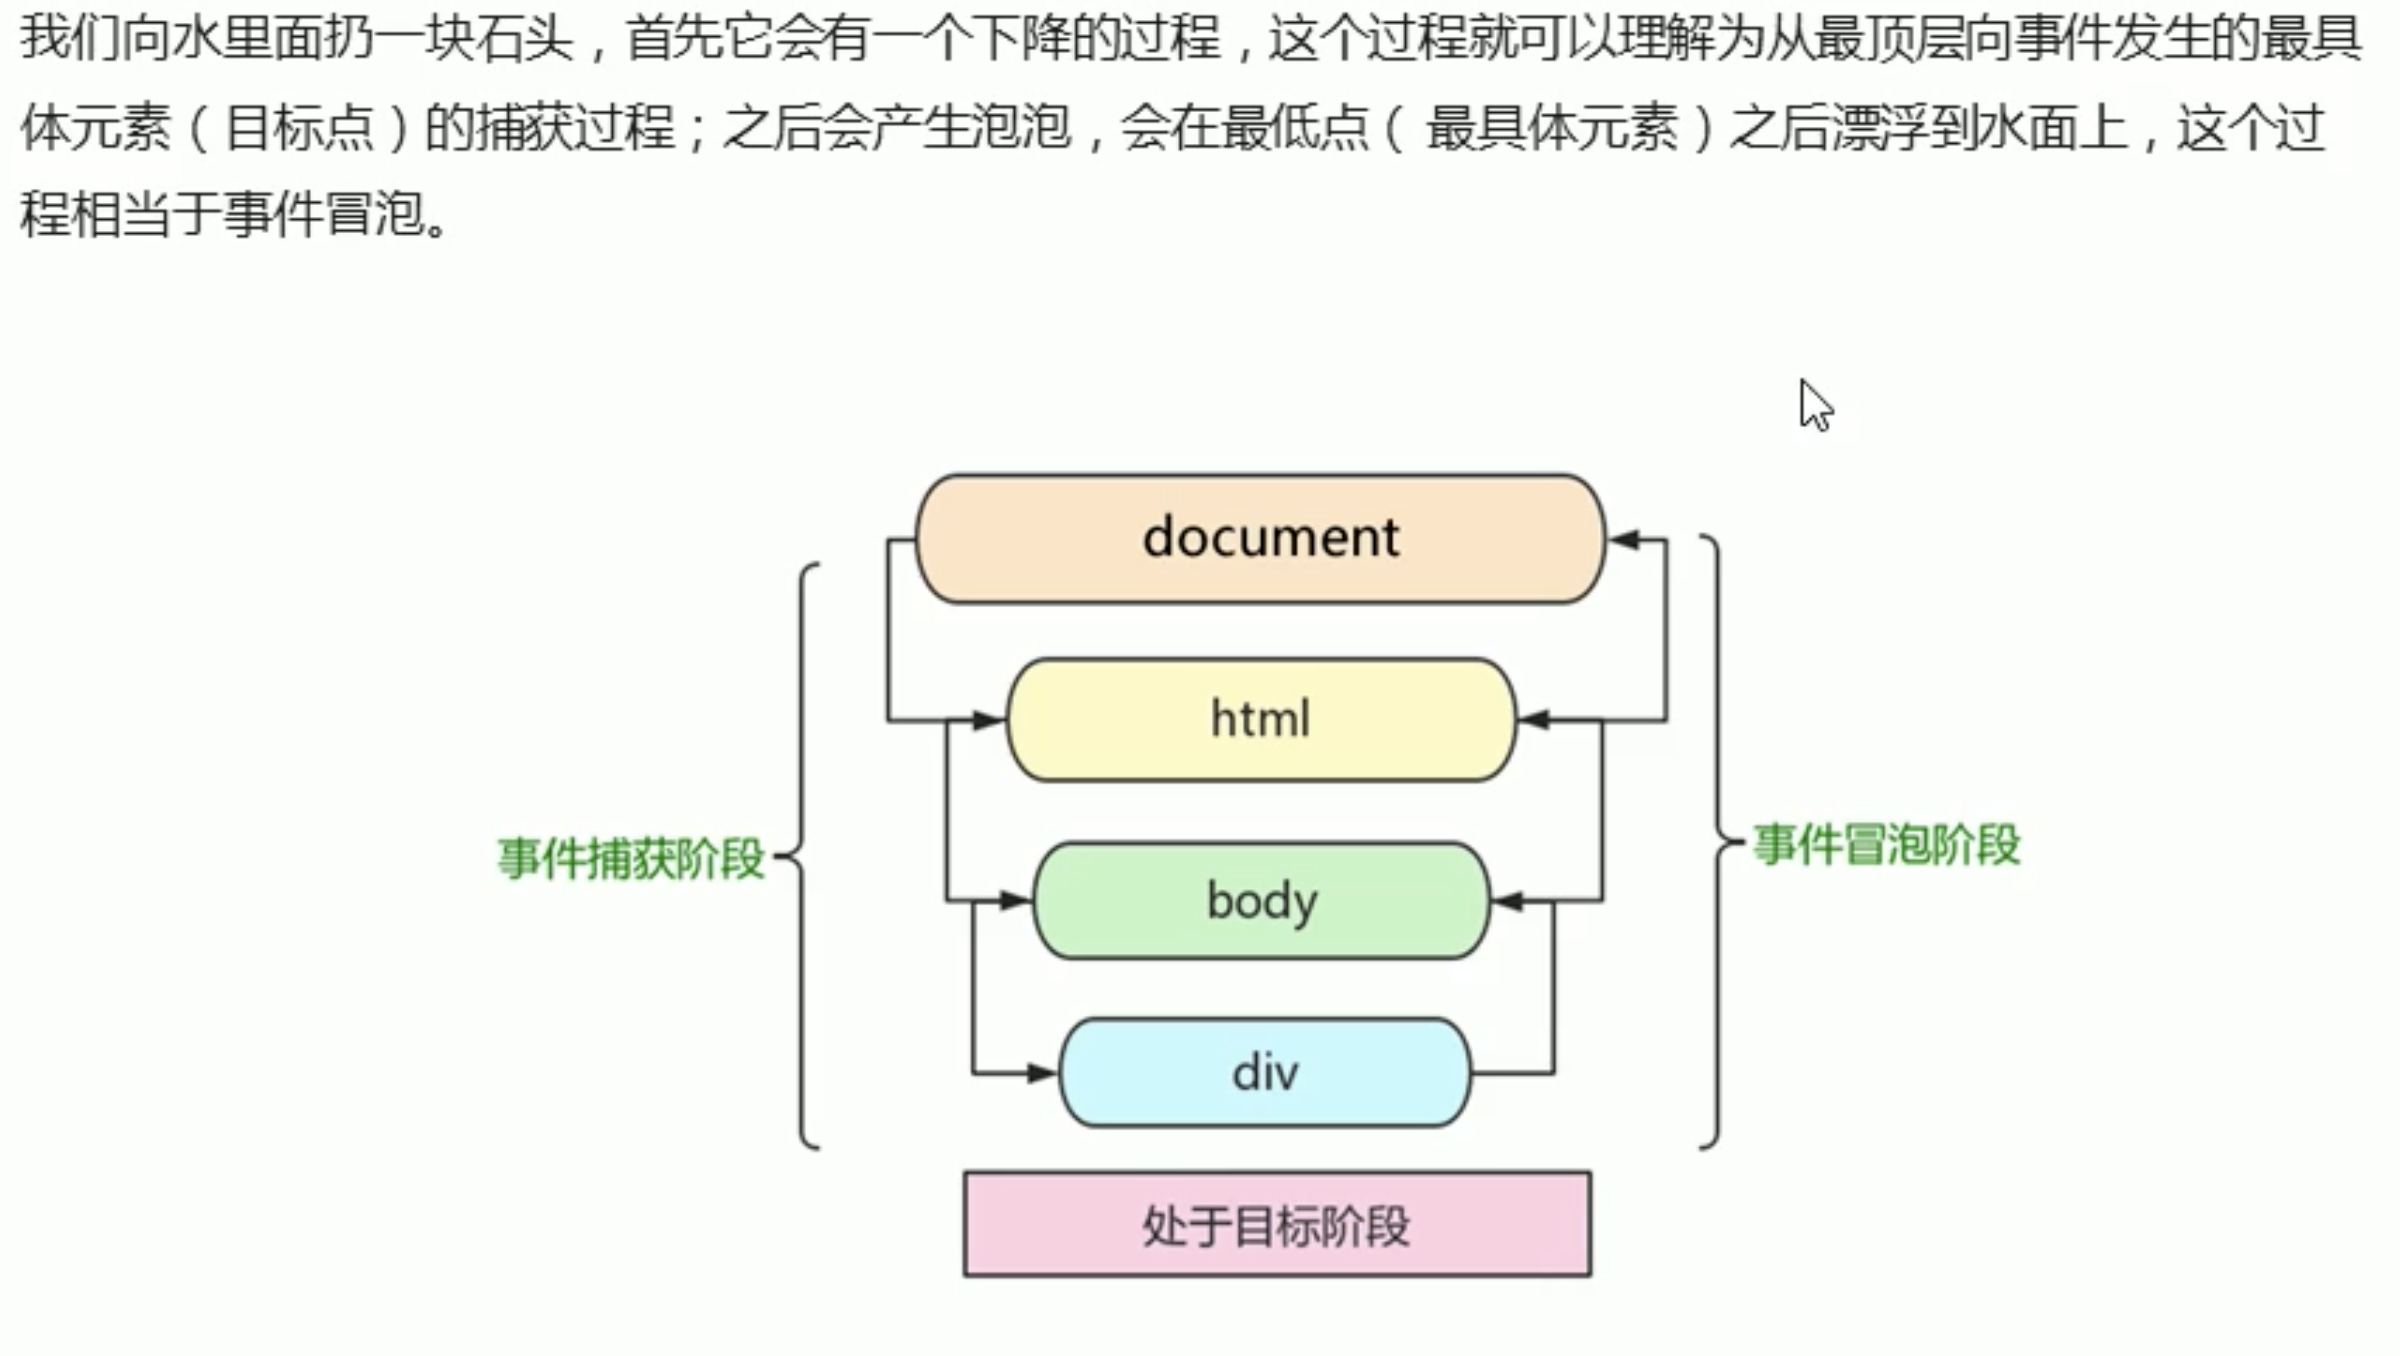 我们向水里面扔一块石头，首先它会有一个下降的过程，这个过程就可以理解为从最顶层向事件发生的最具
体元素（目标点）的捕获过程；之后会产生泡泡，会在最低点（ 最具体元素）之后漂浮到水面上，这个过
程相当于事件冒泡。
document
html
事件捕获阶段
事件冒泡阶段
body
div
处于目标阶段